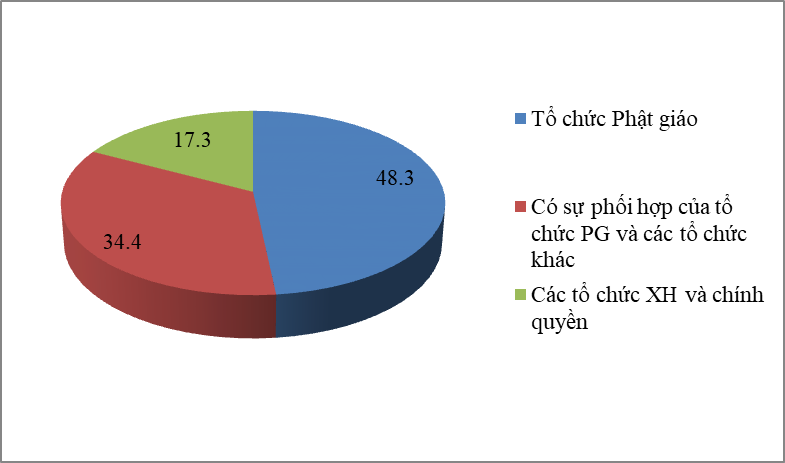 17.3
48.3
34.4
Tổ chức Phật giáo
Có sự phối hợp của tổ
chức PG và các tổ chức
khác
Các tổ chức XH và chính
quyền